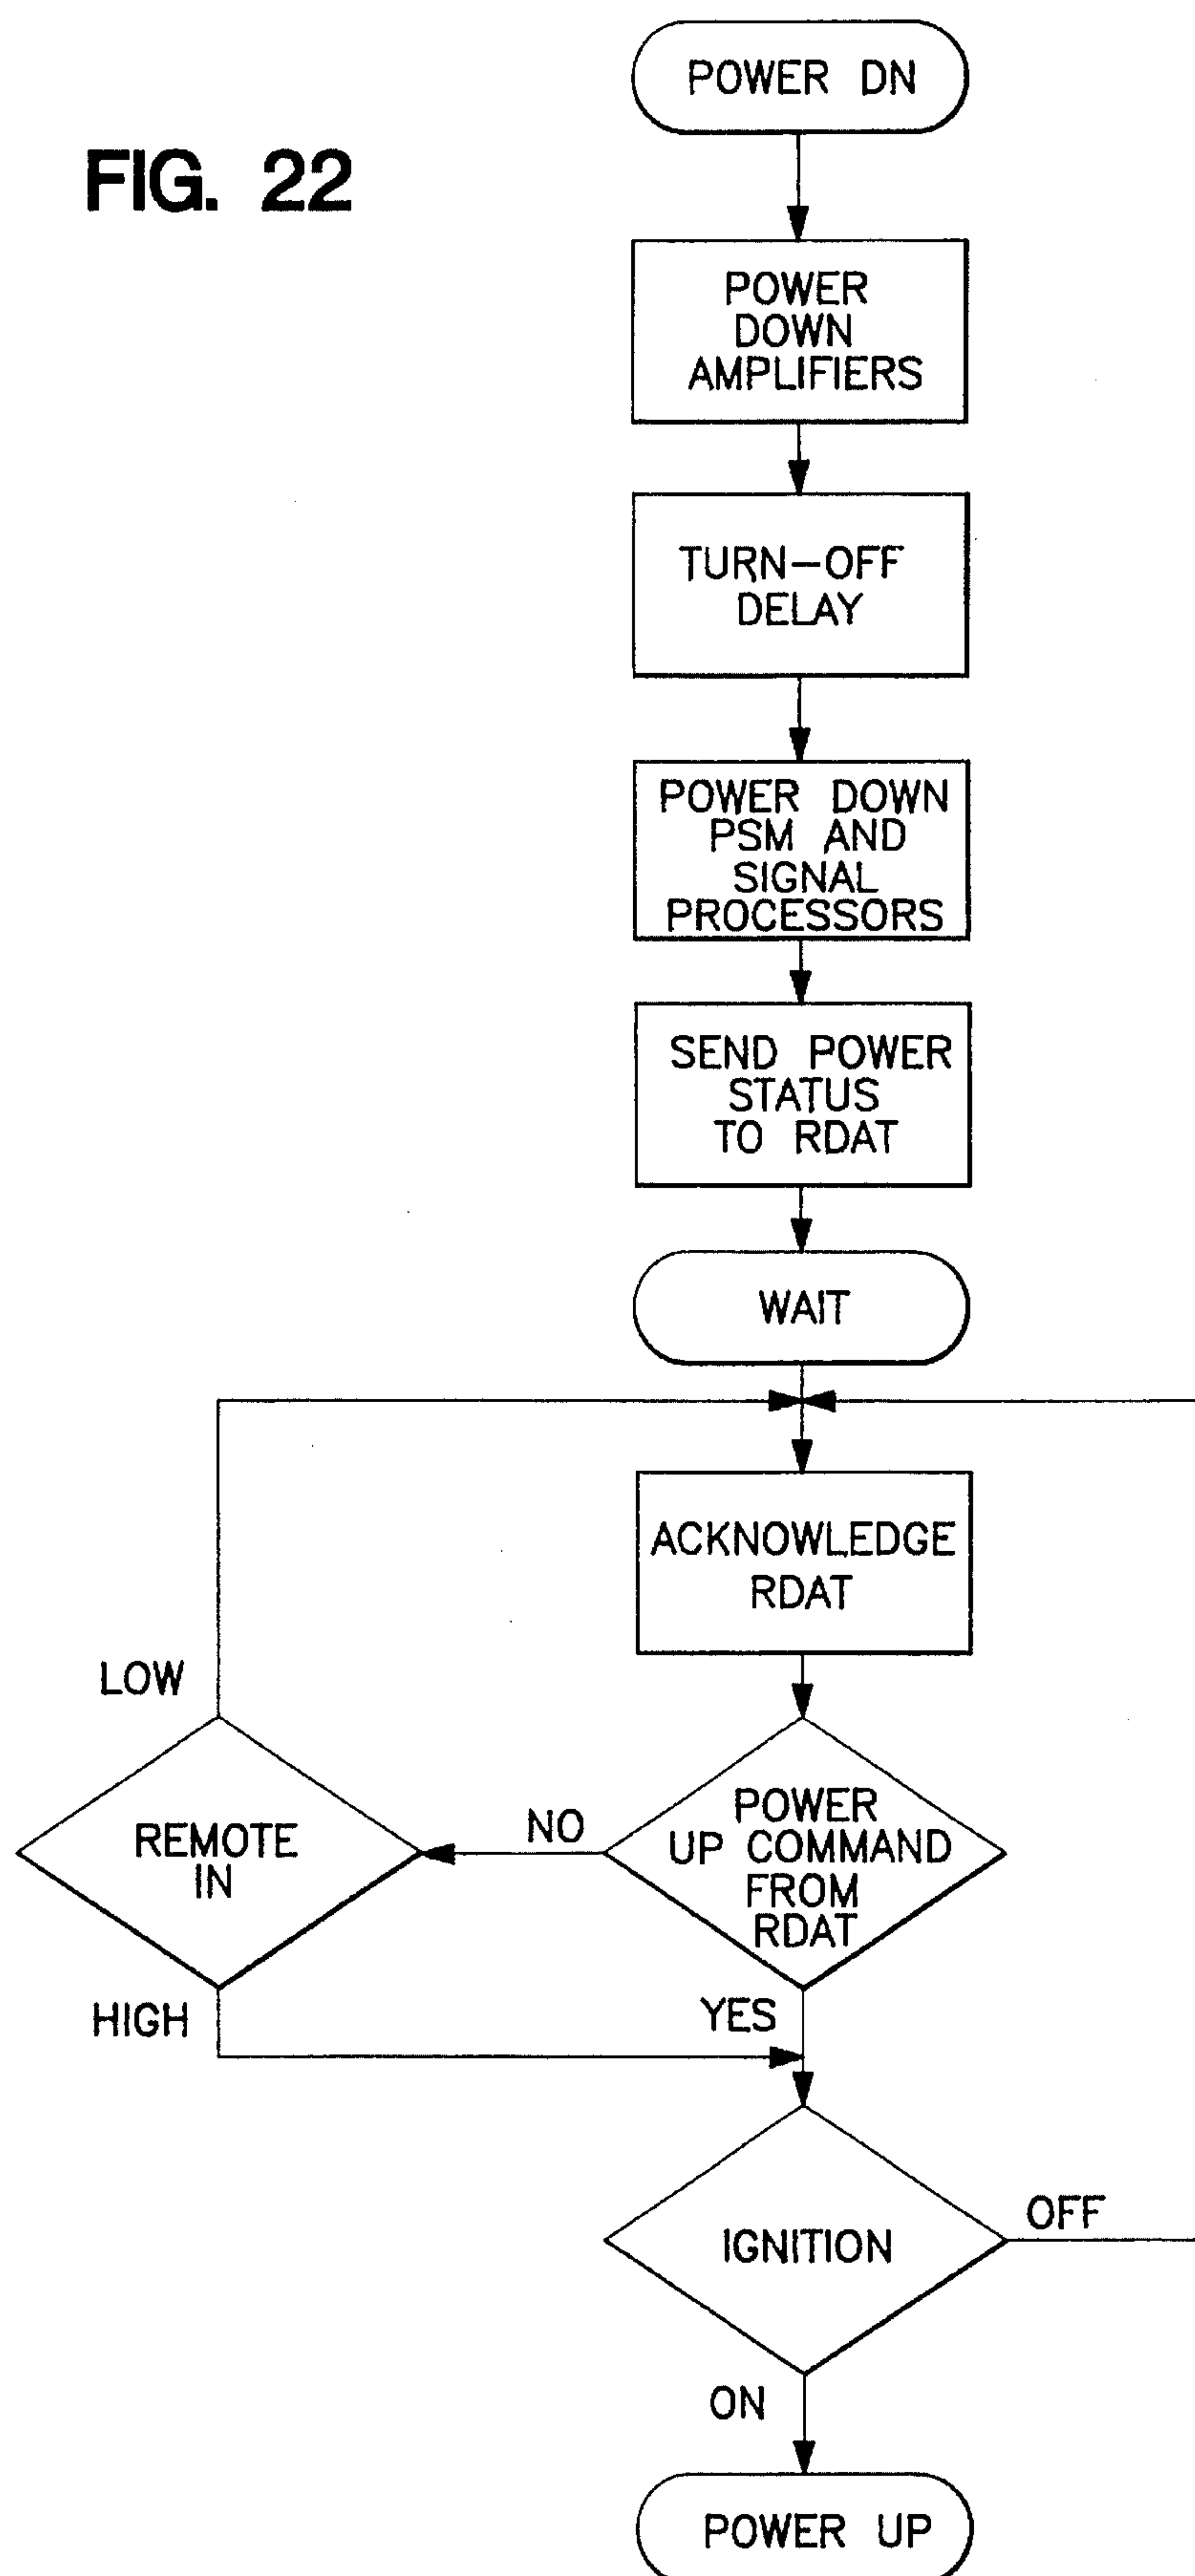 POWER DN
FIG. 22
POWER
DOWN
AMPLIFIERS
TURN-OFF
DELAY
POWER DOWN
PSM AND
SIGNAL
PROCESSORS
SEND POWER
STATUS
TO RDAT
WAIT
ACKNOWLEDGE
RDAT
LOW
REMOTE
IN
NO
POWER
UP COMMAND
FROM
RDAT
HIGH
YES
IGNITION
OFF
ON
POWER UP